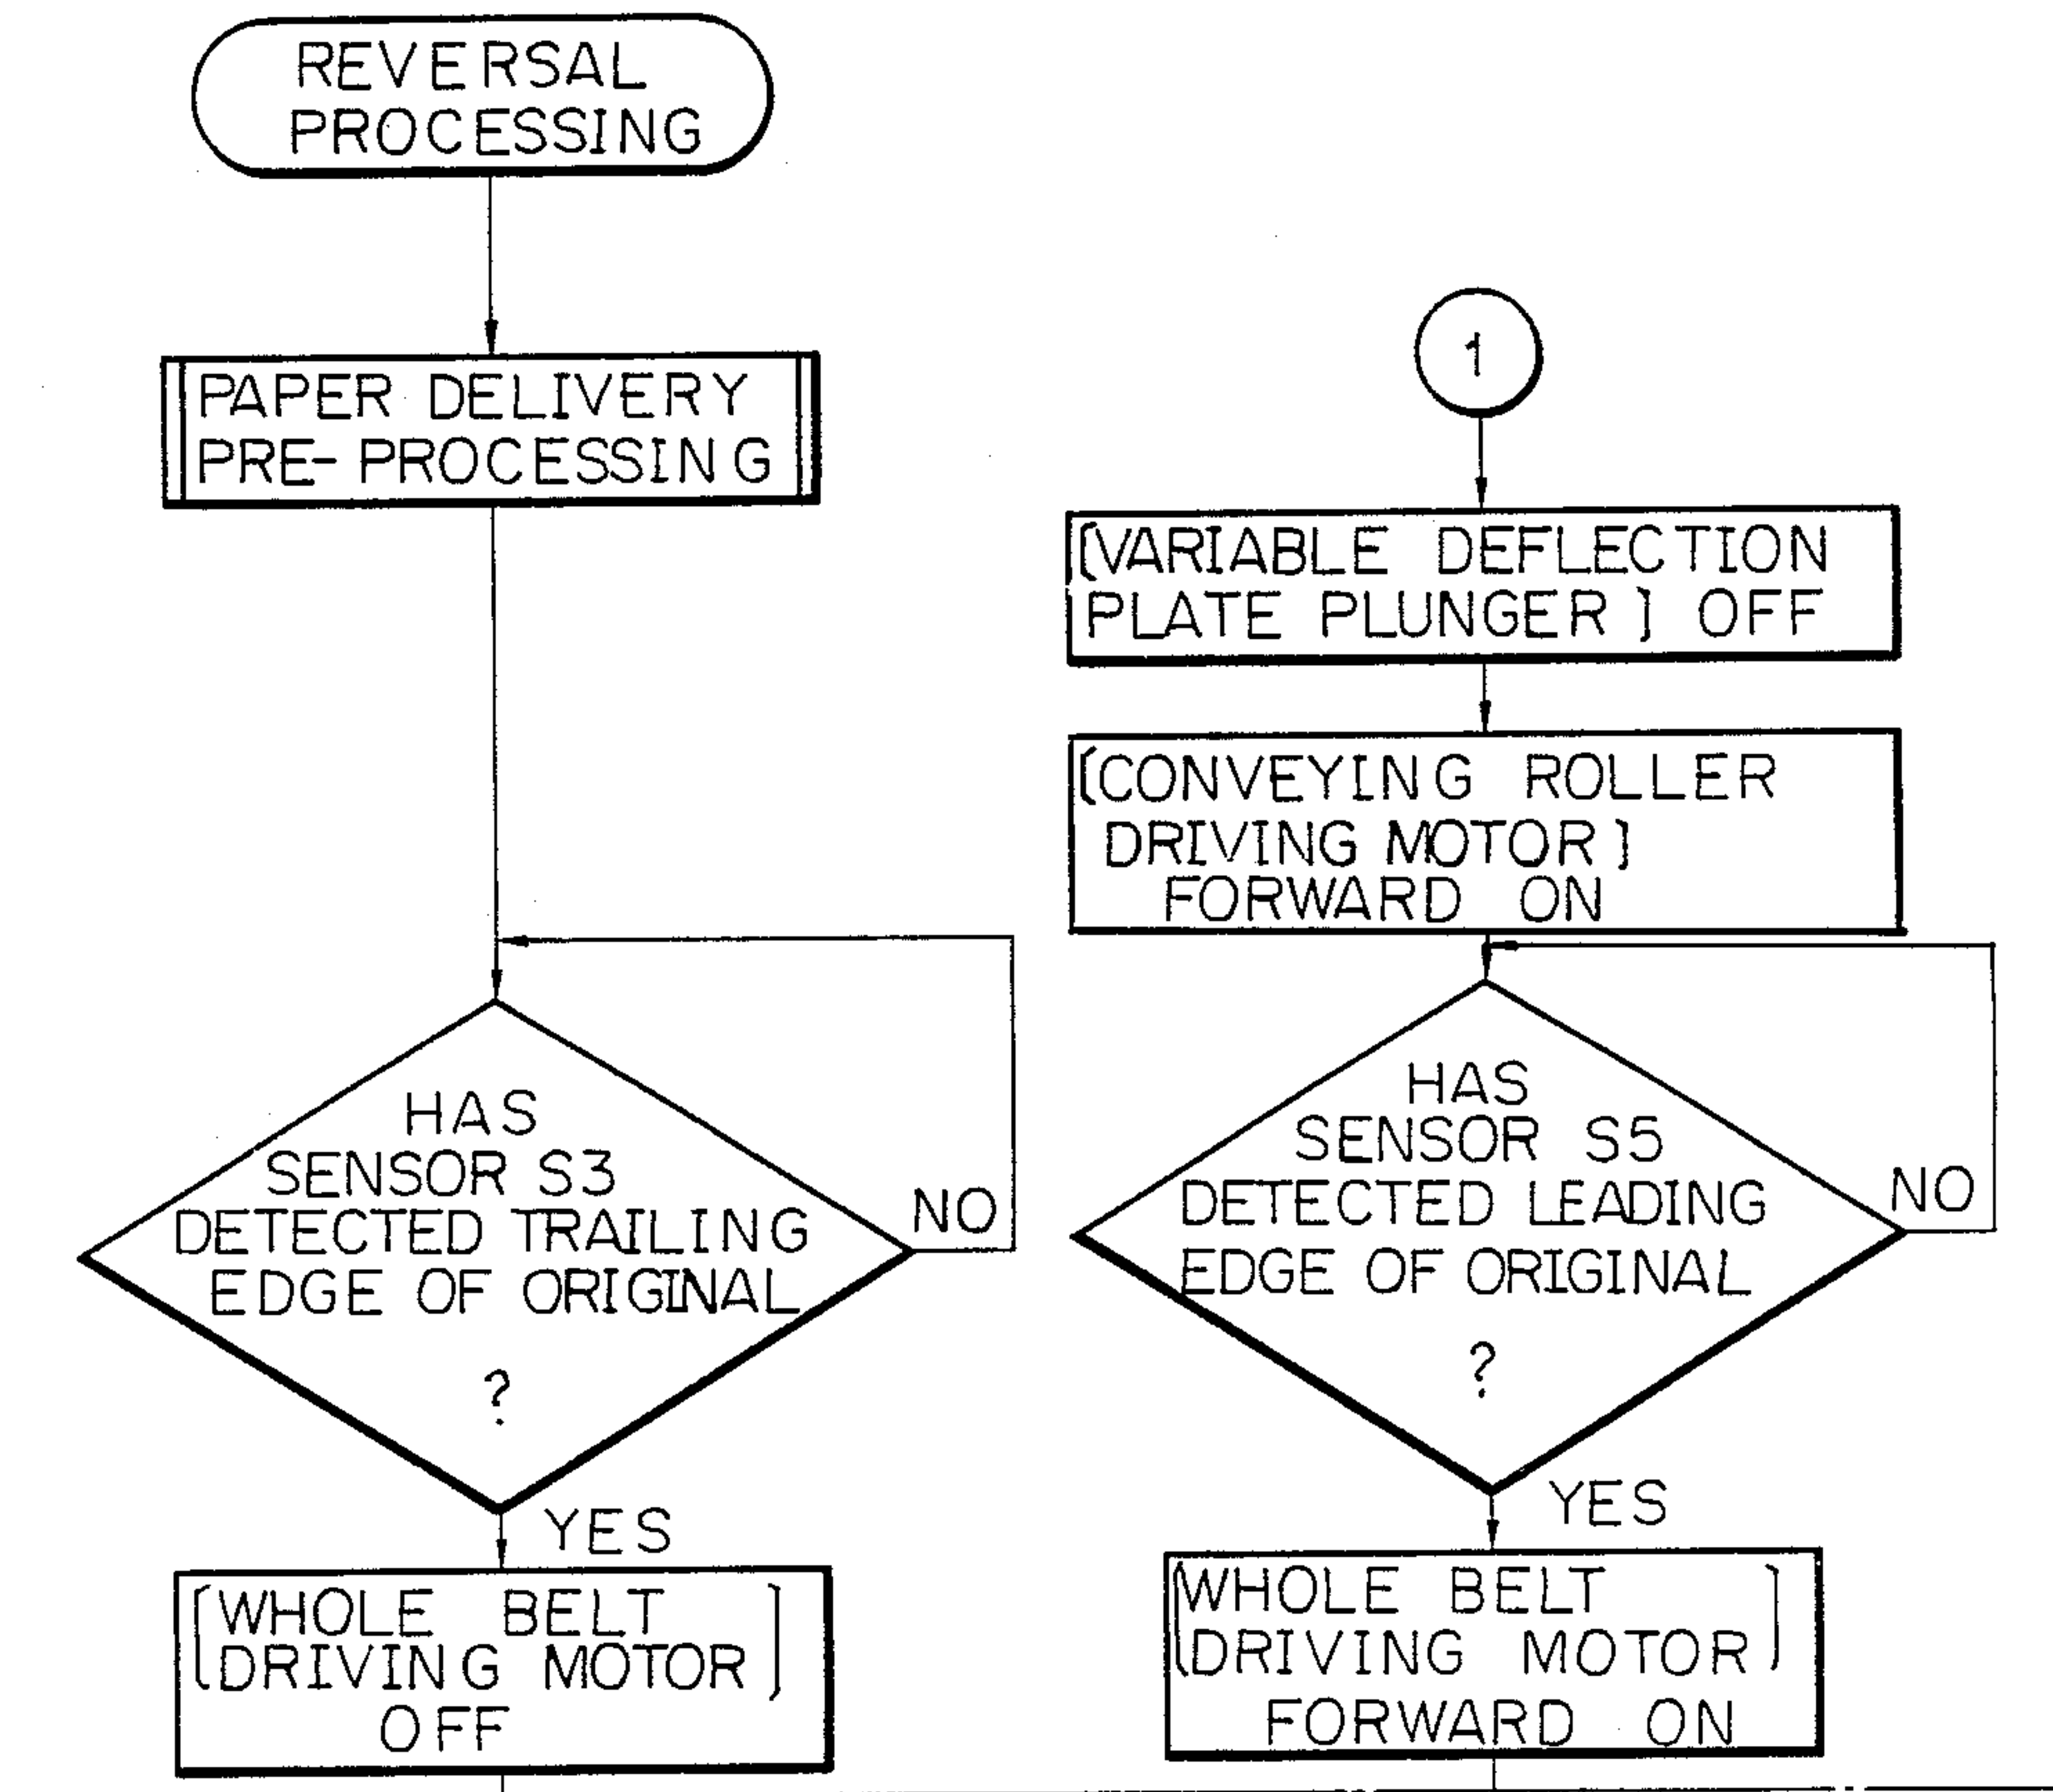 REVERSAL
PROCESSING
PAPER DELIVERY
PRE-PROCESSING
HAS
SENSOR S3
DETECTED TRAILING
EDGE OF ORIGINAL
?
NO
YES
[WHOLE BELT
DRIVING MOTOR]
OFF
1
[VARIABLE DEFLECTION
PLATE PLUNGER] OFF
[CONVEYING ROLLER
DRIVING MOTOR]
FORWARD ON
HAS
SENSOR S5
DETECTED LEADING
EDGE OF ORIGINAL
?
NO
YES
[WHOLE BELT
DRIVING MOTOR]
FORWARD ON